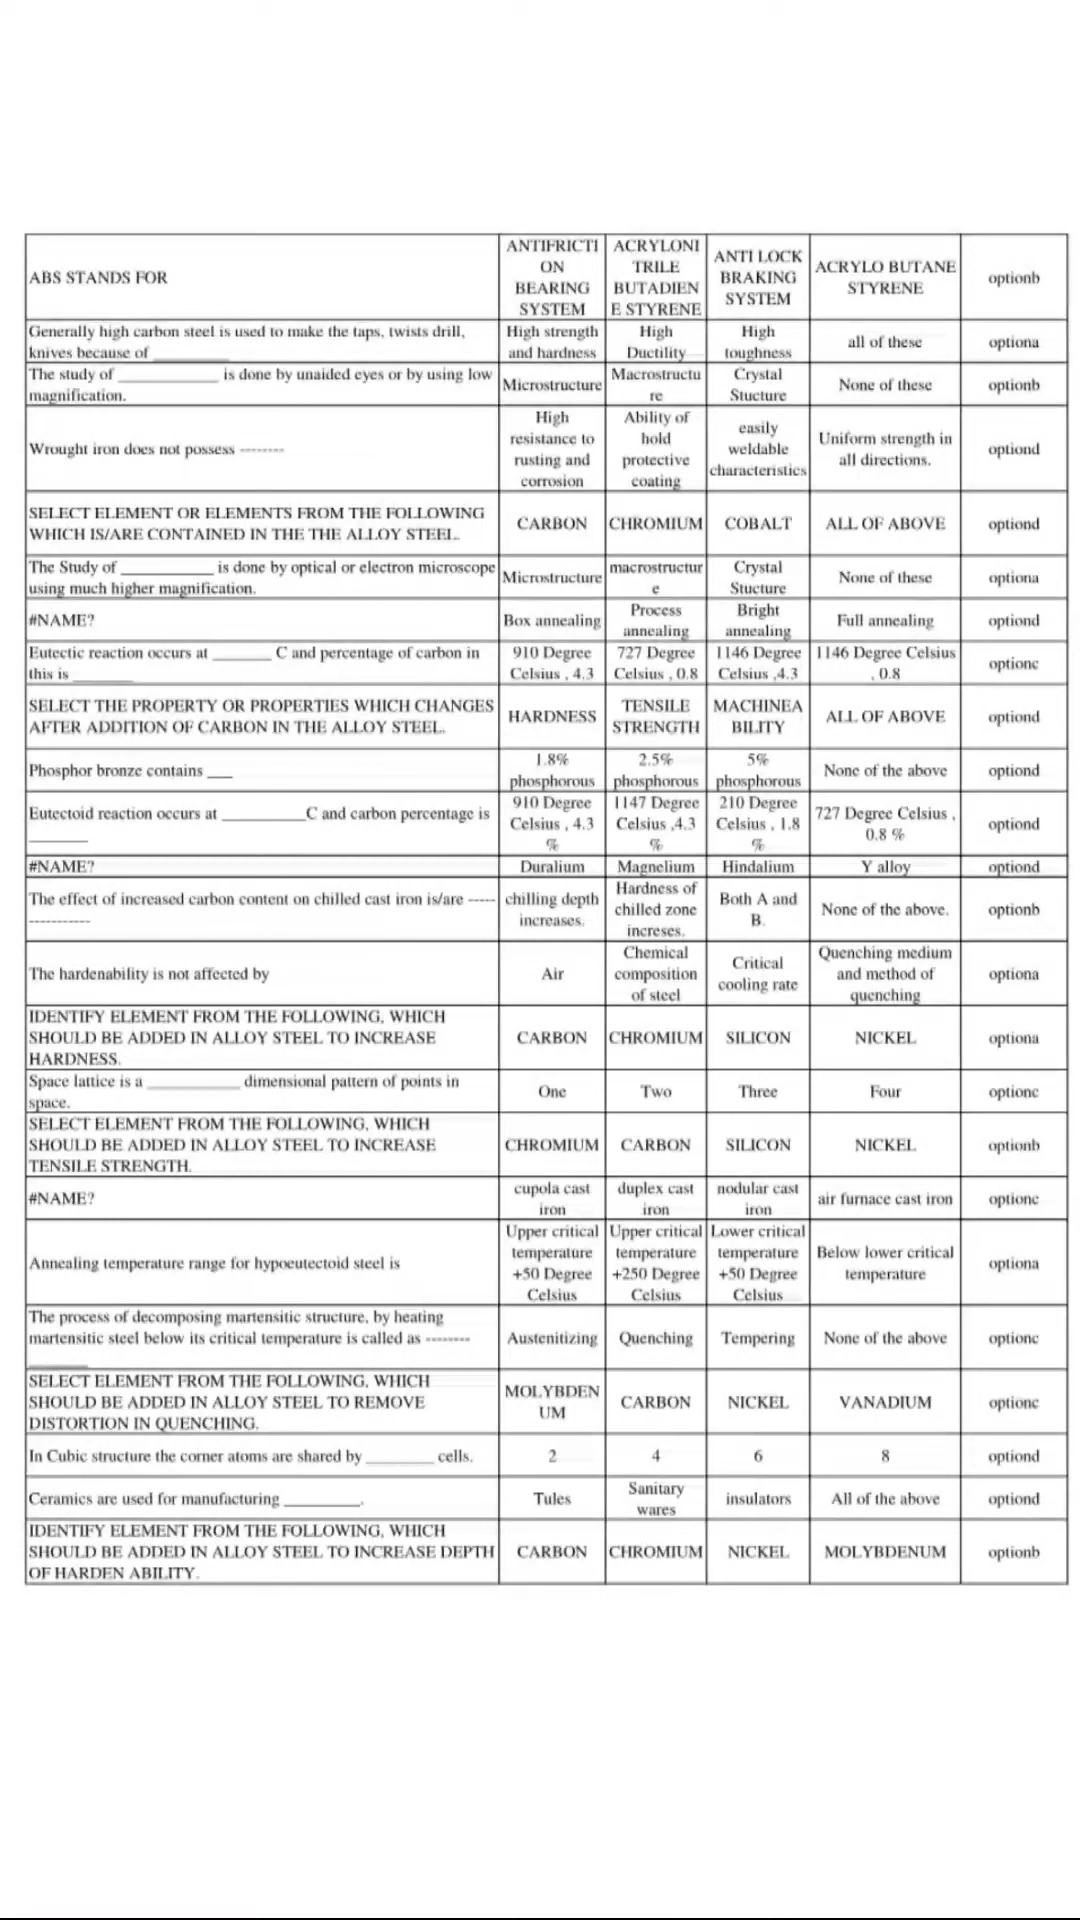 ABS STANDS FOR
ANTIFRICTI
ON
BEARING
SYSTEM
ACRYLONI
TRILE
BUTADIEN
E STYRENE
ANTI LOCK
BRAKING
SYSTEM
ACRYLO BUTANE
STYRENE
optionb
Generally high carbon steel is used to make the taps, twists drill,
knives because of __________
High strength
and hardness
High
Ductility
High
toughness
all of these
optiona
The study of _____________ is done by unaided eyes or by using low
magnification.
Microstructure
Macrostructu
re
Crystal
Stucture
None of these
optionb
Wrought iron does not possess --------
High
resistance to
rusting and
corrosion
Ability of
hold
protective
coating
easily
weldable
characteristics
Uniform strength in
all directions.
optiond
SELECT ELEMENT OR ELEMENTS FROM THE FOLLOWING
WHICH IS/ARE CONTAINED IN THE THE ALLOY STEEL.
CARBON
CHROMIUM
COBALT
ALL OF ABOVE
optiond
The Study of ____________ is done by optical or electron microscope
using much higher magnification.
Microstructure
macrostructur
e
Crystal
Stucture
None of these
optiona
#NAME?
Box annealing
Process
annealing
Bright
annealing
Full annealing
optiond
Eutectic reaction occurs at ________ C and percentage of carbon in
this is ________
910 Degree
Celsius , 4.3
727 Degree
Celsius , 0.8
1146 Degree
Celsius ,4.3
1146 Degree Celsius
, 0.8
optionc
SELECT THE PROPERTY OR PROPERTIES WHICH CHANGES
AFTER ADDITION OF CARBON IN THE ALLOY STEEL.
HARDNESS
TENSILE
STRENGTH
MACHINEA
BILITY
ALL OF ABOVE
optiond
Phosphor bronze contains ___
1.8%
phosphorous
2.5%
phosphorous
5%
phosphorous
None of the above
optiond
Eutectoid reaction occurs at ___________C and carbon percentage is
________
910 Degree
Celsius , 4.3
%
1147 Degree
Celsius ,4.3
%
210 Degree
Celsius , 1.8
%
727 Degree Celsius ,
0.8 %
optiond
#NAME?
Duralium
Magnelium
Hindalium
Y alloy
optiond
The effect of increased carbon content on chilled cast iron is/are -----
-----------
chilling depth
increases.
Hardness of
chilled zone
increses.
Both A and
B.
None of the above.
optionb
The hardenability is not affected by
Air
Chemical
composition
of steel
Critical
cooling rate
Quenching medium
and method of
quenching
optiona
IDENTIFY ELEMENT FROM THE FOLLOWING, WHICH
SHOULD BE ADDED IN ALLOY STEEL TO INCREASE
HARDNESS.
CARBON
CHROMIUM
SILICON
NICKEL
optiona
Space lattice is a ____________ dimensional pattern of points in
space.
One
Two
Three
Four
optionc
SELECT ELEMENT FROM THE FOLLOWING, WHICH
SHOULD BE ADDED IN ALLOY STEEL TO INCREASE
TENSILE STRENGTH.
CHROMIUM
CARBON
SILICON
NICKEL
optionb
#NAME?
cupola cast
iron
duplex cast
iron
nodular cast
iron
air furnace cast iron
optionc
Annealing temperature range for hypoeutectoid steel is
Upper critical
temperature
+50 Degree
Celsius
Upper critical
temperature
+250 Degree
Celsius
Lower critical
temperature
+50 Degree
Celsius
Below lower critical
temperature
optiona
The process of decomposing martensitic structure, by heating
martensitic steel below its critical temperature is called as --------
________
Austenitizing
Quenching
Tempering
None of the above
optionc
SELECT ELEMENT FROM THE FOLLOWING, WHICH
SHOULD BE ADDED IN ALLOY STEEL TO REMOVE
DISTORTION IN QUENCHING.
MOLYBDEN
UM
CARBON
NICKEL
VANADIUM
optionc
In Cubic structure the corner atoms are shared by _________ cells.
2
4
6
8
optiond
Ceramics are used for manufacturing __________.
Tules
Sanitary
wares
insulators
All of the above
optiond
IDENTIFY ELEMENT FROM THE FOLLOWING, WHICH
SHOULD BE ADDED IN ALLOY STEEL TO INCREASE DEPTH
OF HARDEN ABILITY.
CARBON
CHROMIUM
NICKEL
MOLYBDENUM
optionb